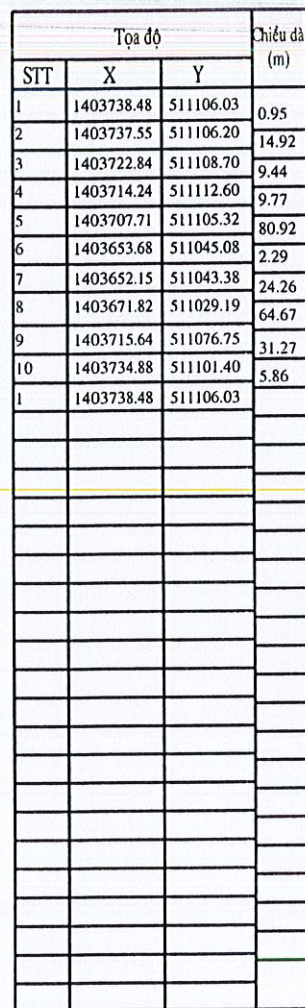 Tọa độ Chiều dà
(m)
STT X Y
1 1403738.48 511106.03
0.95
2 1403737.55 511106.20
14.92
3 1403722.84 511108.70
9.44
4 1403714.24 511112.60
9.77
5 1403707.71 511105.32
80.92
6 1403653.68 511045.08
2.29
7 1403652.15 511043.38
24.26
8 1403671.82 511029.19
64.67
9 1403715.64 511076.75
31.27
10 1403734.88 511101.40
5.86
1 1403738.48 511106.03